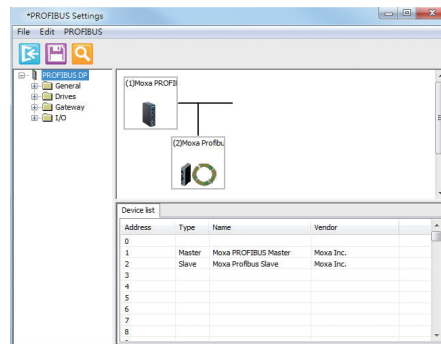 *PROFIBUS Settings
File Edit PROFIBUS
PROFIBUS DP
General
Drives
Gateway
I/O
(1)Moxa PROFI
(2)Moxa Profibu
Device list
Address Type Name Vendor
0
1 Master Moxa PROFIBUS Master Moxa Inc.
2 Slave Moxa Profibus Slave Moxa Inc.
3
4
5
6
7
8